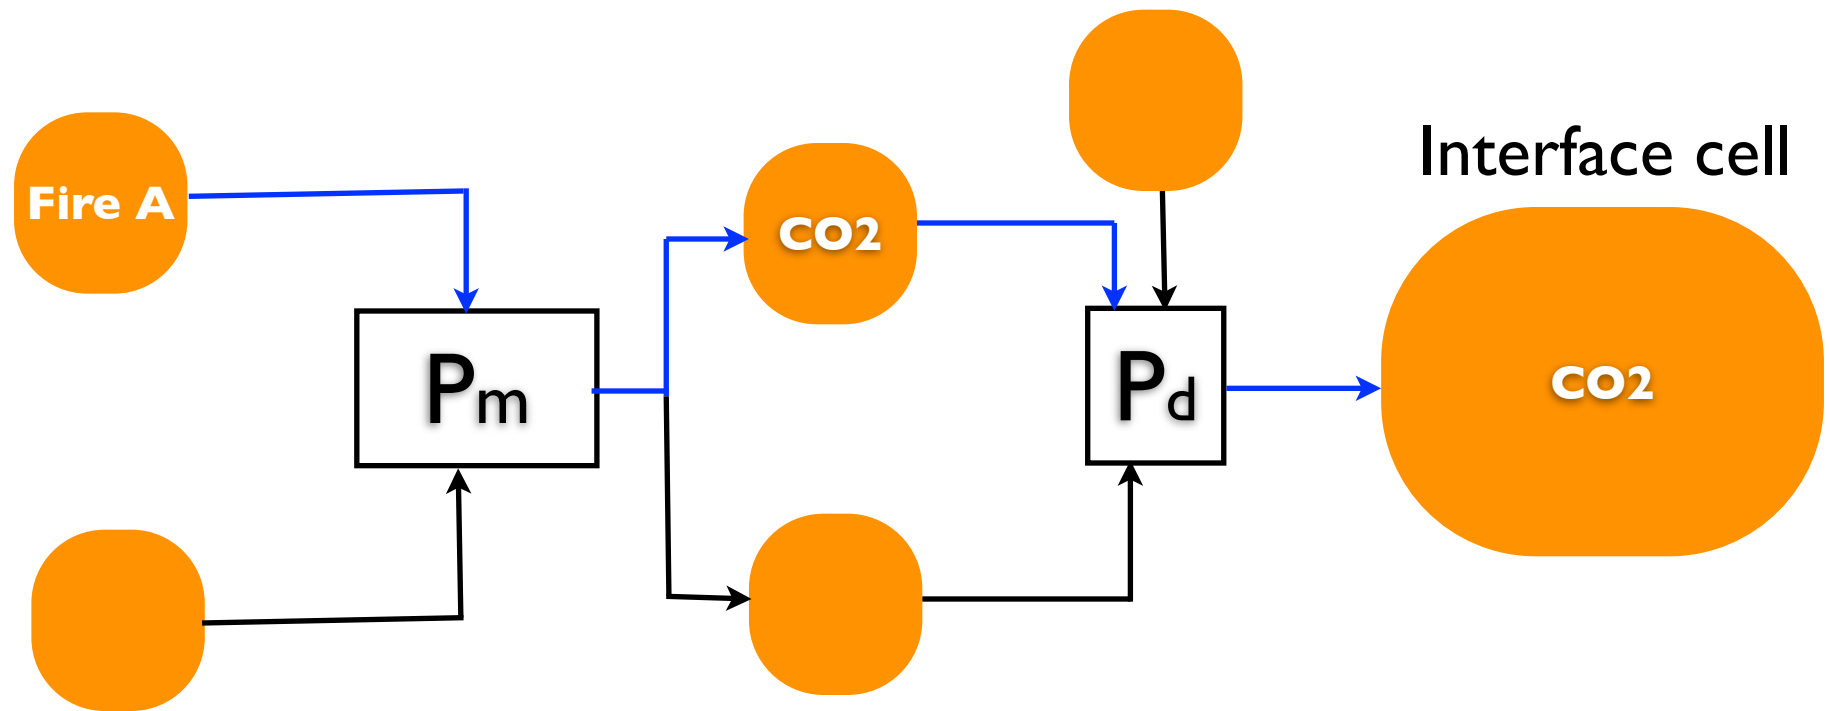 Interface cell
Fire A
CO2
Pm
Pd
CO2